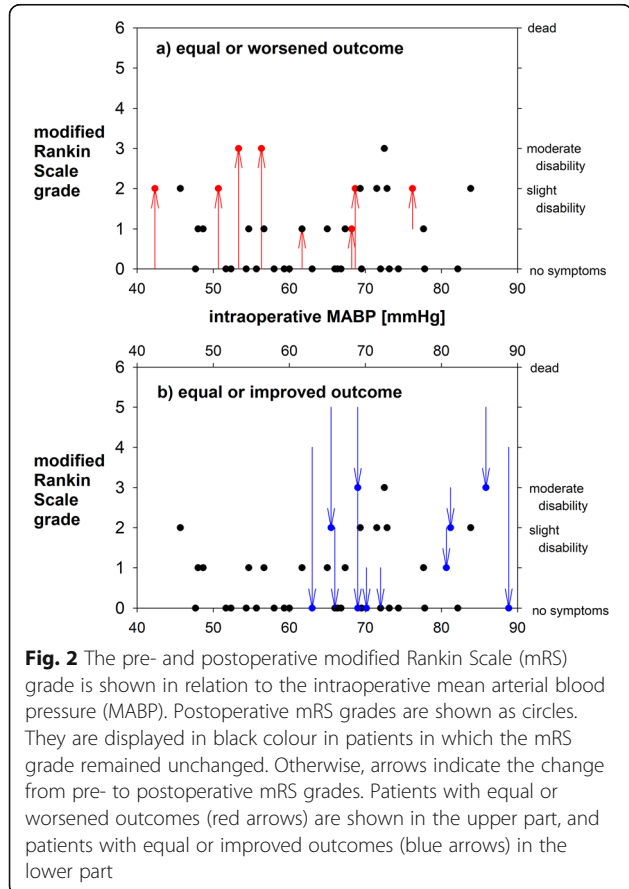 6
dead
a) equal or worsened outcome
5
4
modified
Rankin
Scale
grade
3
moderate
disability
2
slight
disability
1
0
no symptoms
40 50 60 70 80 90
intraoperative MABP [mmHg]
40 50 60 70 80 90
6
dead
b) equal or improved outcome
5
4
modified
Rankin
Scale
grade
3
moderate
disability
2
slight
disability
1
0
no symptoms
Fig. 2 The pre- and postoperative modified Rankin Scale (mRS)
grade is shown in relation to the intraoperative mean arterial blood
pressure (MABP). Postoperative mRS grades are shown as circles.
They are displayed in black colour in patients in which the mRS
grade remained unchanged. Otherwise, arrows indicate the change
from pre- to postoperative mRS grades. Patients with equal or
worsened outcomes (red arrows) are shown in the upper part, and
patients with equal or improved outcomes (blue arrows) in the
lower part